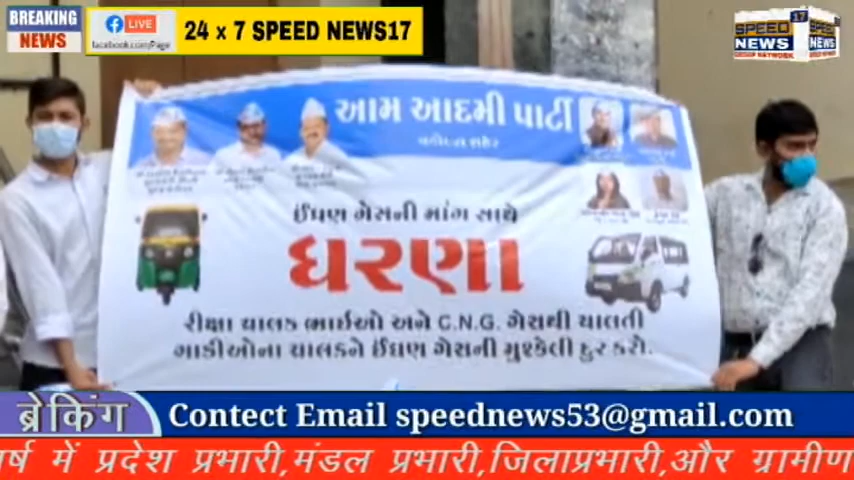 BREAKING
NEWS
LIVE
facebook.com/Page
24 x 7 SPEED NEWS17
SPEED 17
NEWS
આમ આદમી પાર્ટી
શહેર
ઈંધણ ગેસની માંગ સાથે
ધરણા
રીક્ષા ચાલક ભાઇઓ અને C.N.G. ગેસથી ચાલતી
ગાડીઓના ચાલકને ઈંધણ ગેસની મુશ્કેલી દુર કરો.
ब्रेकिंग
Contect Email speednews53@gmail.com
र्ष में प्रदेश प्रभारी,मंडल प्रभारी,जिलाप्रभारी,और ग्रामीण